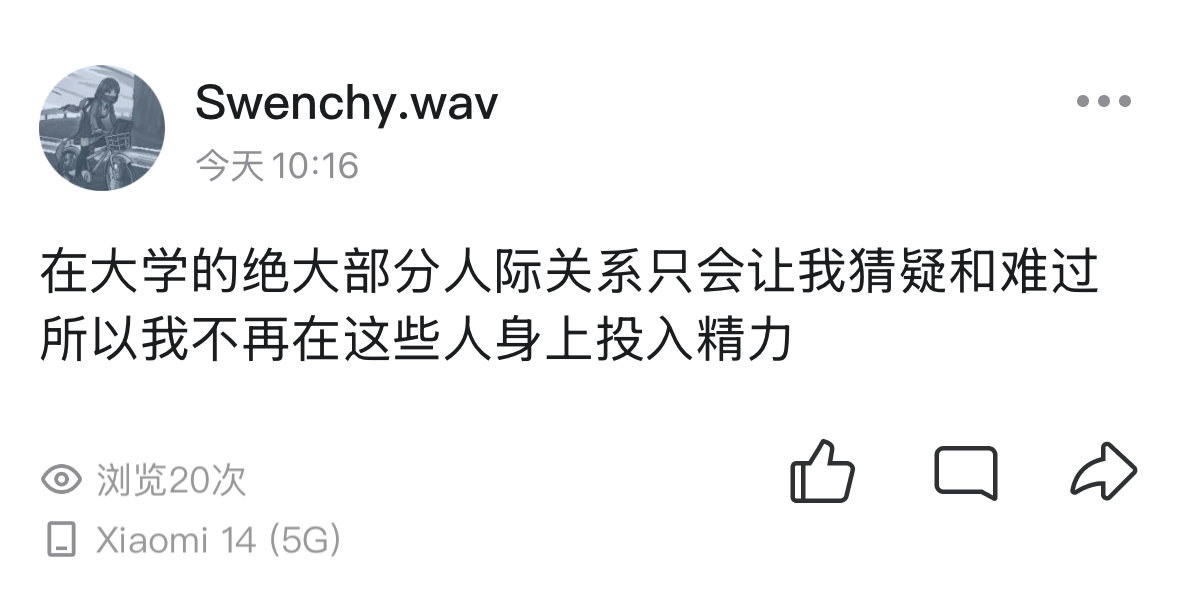 Swenchy.wav
今天 10:16
在大学的绝大部分人际关系只会让我猜疑和难过
所以我不再在这些人身上投入精力
浏览20次
Xiaomi 14 (5G)